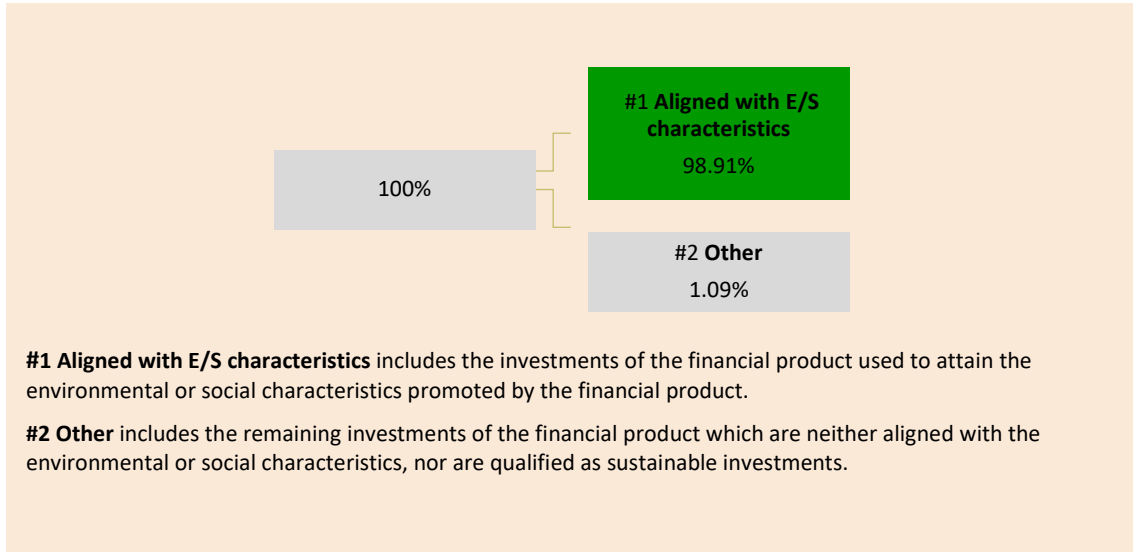 100%
#1 Aligned with E/S
characteristics
98.91%
#2 Other
1.09%
#1 Aligned with E/S characteristics includes the investments of the financial product used to attain the
environmental or social characteristics promoted by the financial product.
#2 Other includes the remaining investments of the financial product which are neither aligned with the
environmental or social characteristics, nor are qualified as sustainable investments.